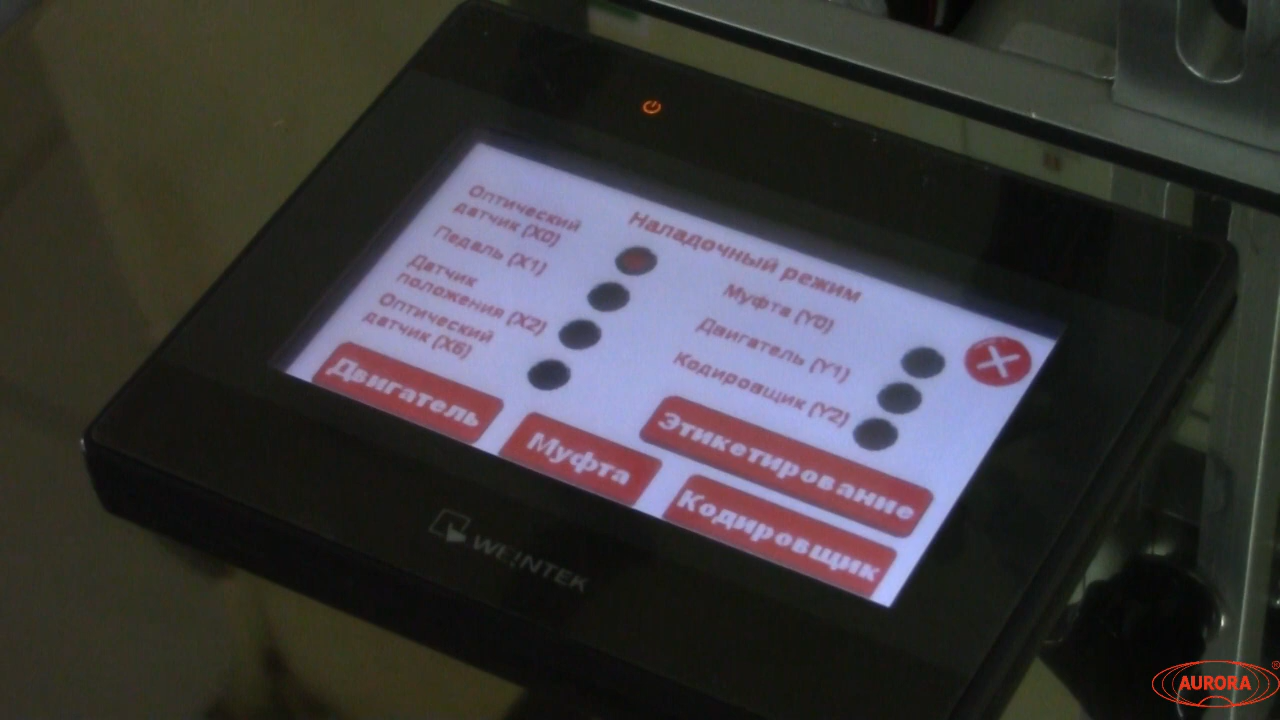 Наладочный режим
Оптический
датчик (X0)
Педаль (X1)
Датчик
положения (X2)
Оптический
датчик (X6)
Муфта (Y0)
Двигатель (Y1)
Кодировщик (Y2)
Двигатель
Муфта
Этикетирование
Кодировщик
WEINTEK
AURORA
®